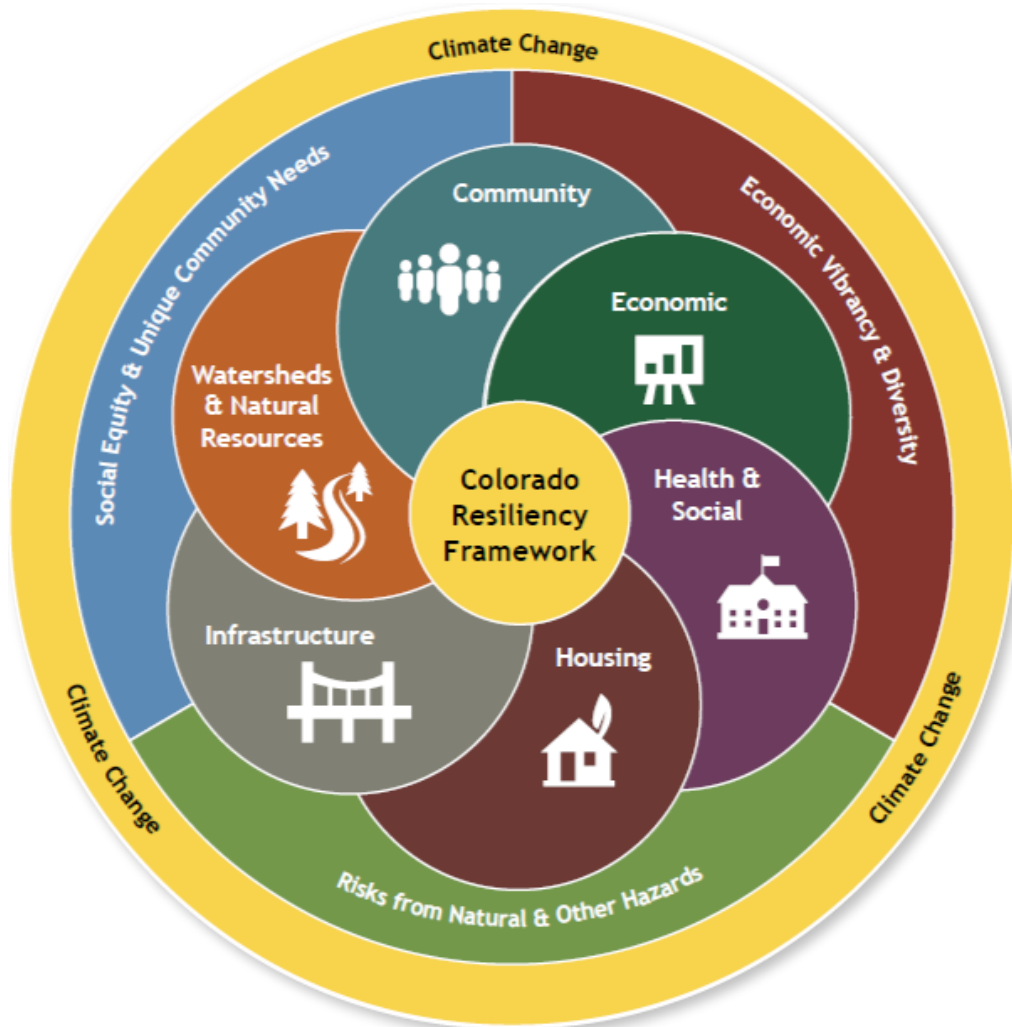 Climate Change
Social Equity & Unique Community Needs
Economic Vibrancy & Diversity
Community
Economic
Watersheds
& Natural
Resources
Colorado
Resiliency
Framework
Health &
Social
Infrastructure
Housing
Climate Change
Climate Change
Risks from Natural & Other Hazards